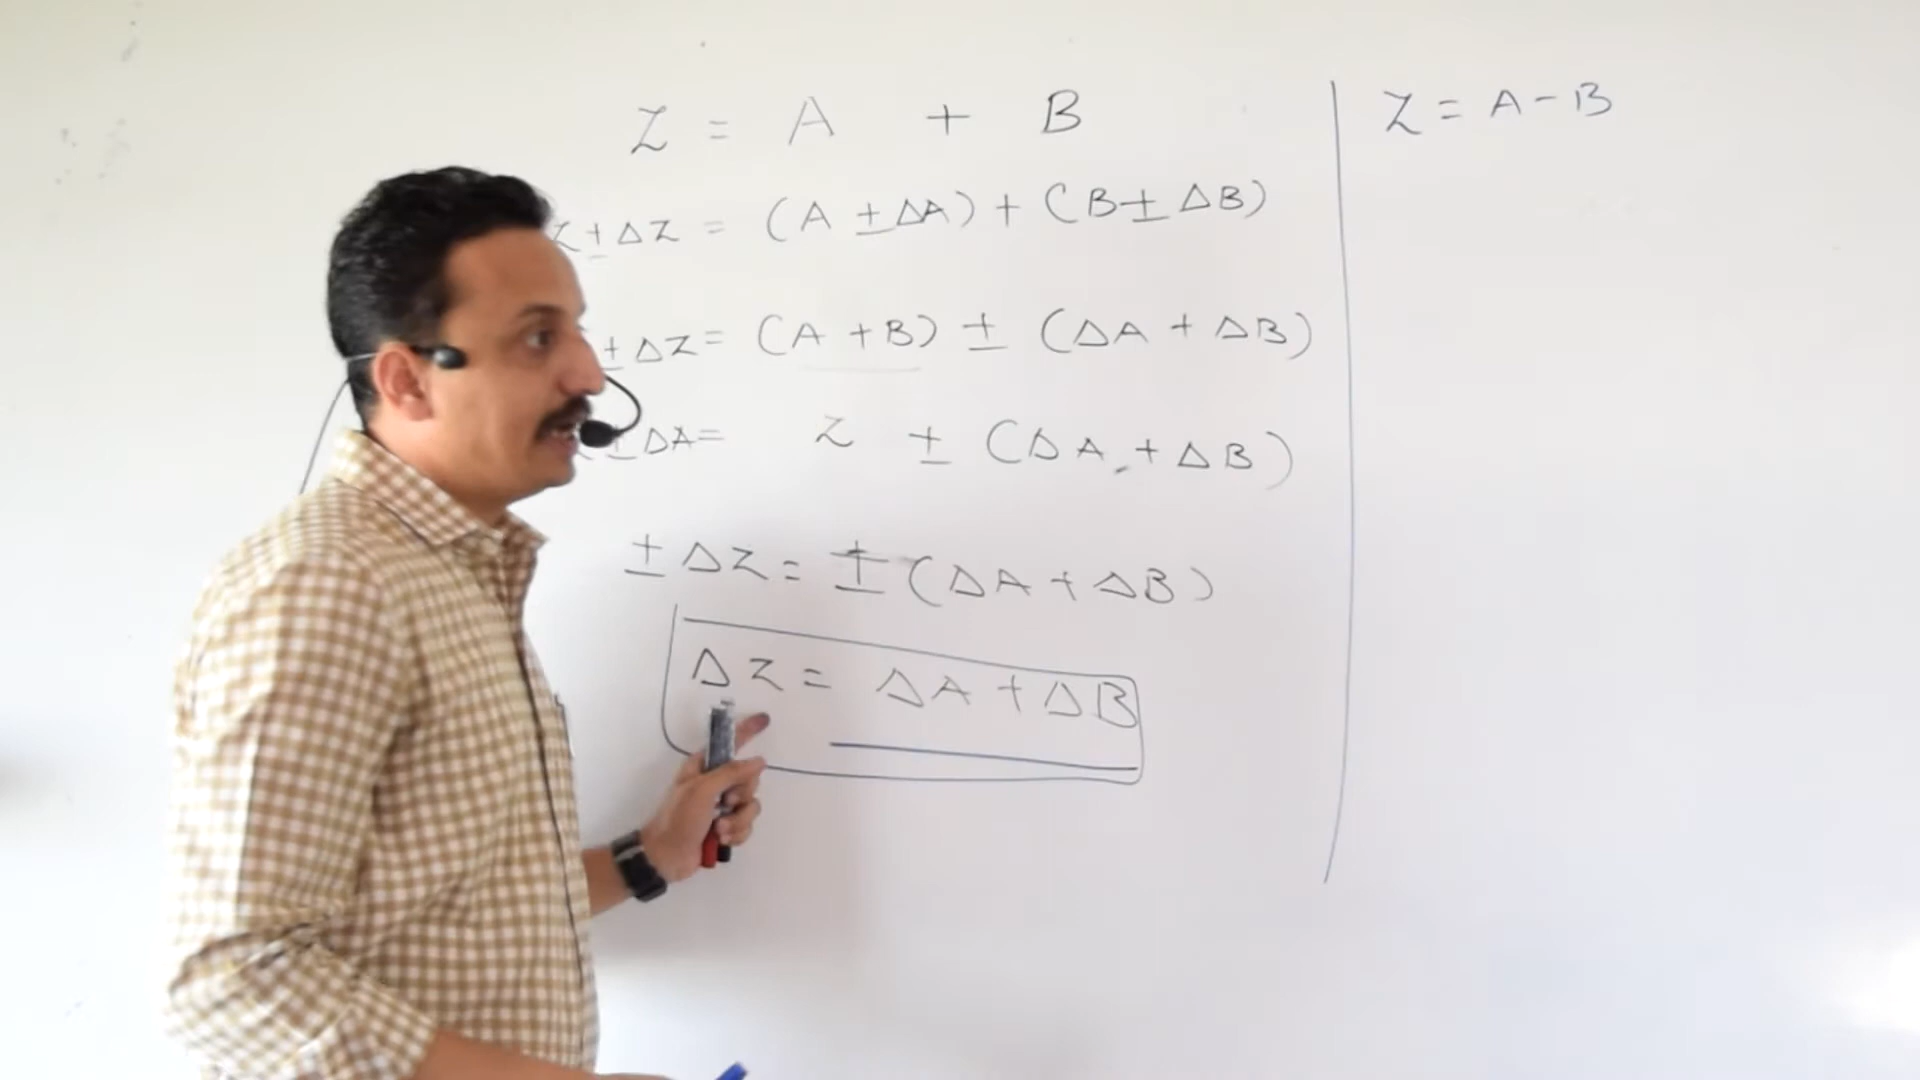 Z = A + B
Z ± ΔZ = (A ± ΔA) + (B ± ΔB)
± ΔZ = (A + B) ± (ΔA + ΔB)
± ΔA = Z ± (ΔA + ΔB)
± ΔZ = ± (ΔA + ΔB)
ΔZ = ΔA + ΔB
Z = A - B